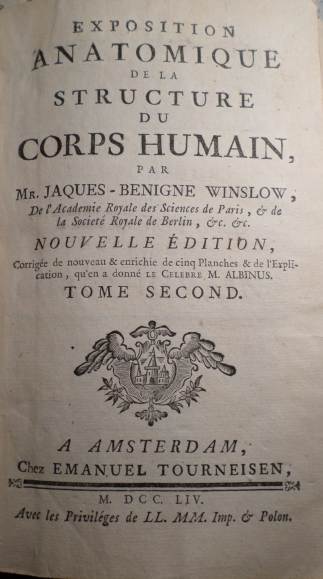 EXPOSITION
ANATOMIQUE
DE LA
STRUCTURE
DU
CORPS HUMAIN,
PAR
MR. JAQUES-BENIGNE WINSLOW,
De l'Academie Royale des Sciences de Paris, & de
la Societé Royale de Berlin, &c. &c.
NOUVELLE ÉDITION,
Corrigée de nouveau & enrichie de cinq Planches & de l'Expli-
cation, qu'en a donné LE CELEBRE M. ALBINUS.
TOME SECOND.
A AMSTERDAM,
Chez EMANUEL TOURNEISEN,
M. DCC. LIV.
Avec les Priviléges de LL. MM. Imp. & Polon.